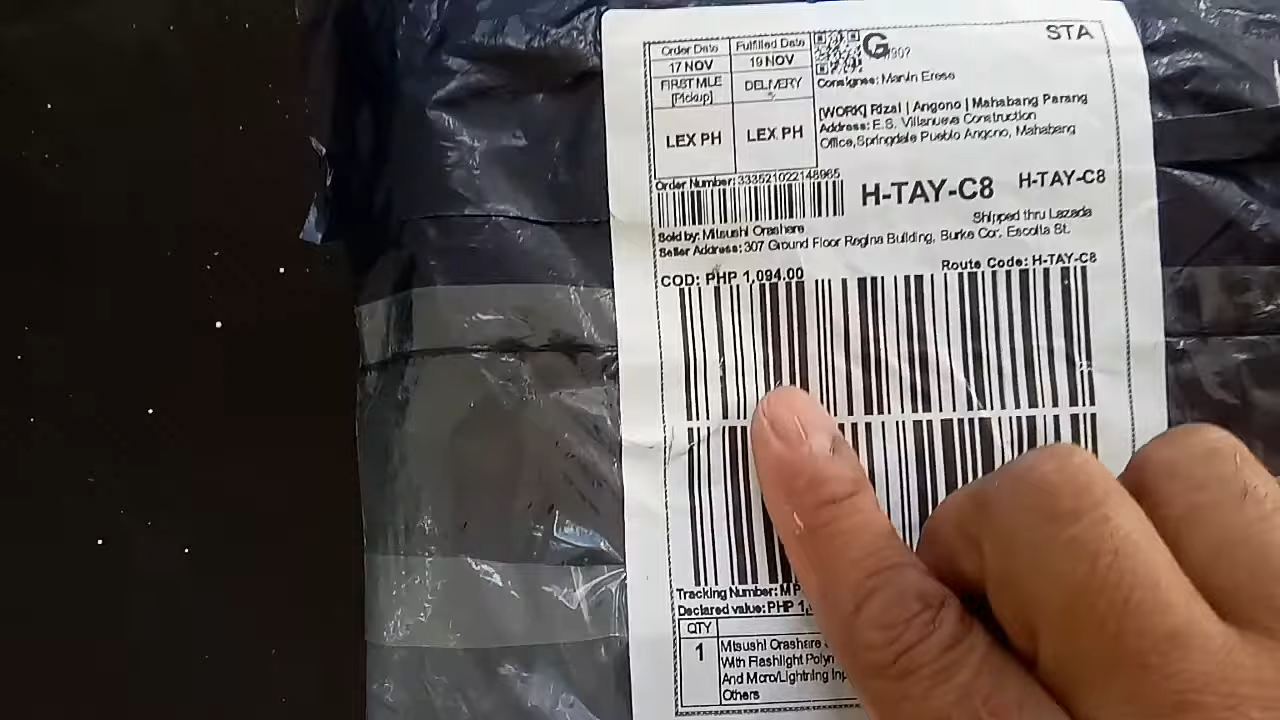 STA
Order Date Fulfilled Date
17 NOV 19 NOV
G
Consignee: Marvin Erese
FIRST MILE DELIVERY
[Pickup]
LEX PH LEX PH
[WORK] Rizal | Angono | Mahabang Parang
Address: E.S. Villanueva Construction
Office,Springdale Pueblo Angono, Mahabang
Order Number: 333521022148965
H-TAY-C8 H-TAY-C8
Shipped thru Lazada
Sold by: Mitsushi Orashare
Seller Address: 307 Ground Floor Regina Building, Burke Cor. Escolta St.
COD: PHP 1,094.00
Route Code: H-TAY-C8
Tracking Number: MP
Declared value: PHP 1,
QTY
1 Mitsushi Orashare
With Flashlight Polym
And Micro/Lightning Inp
Others